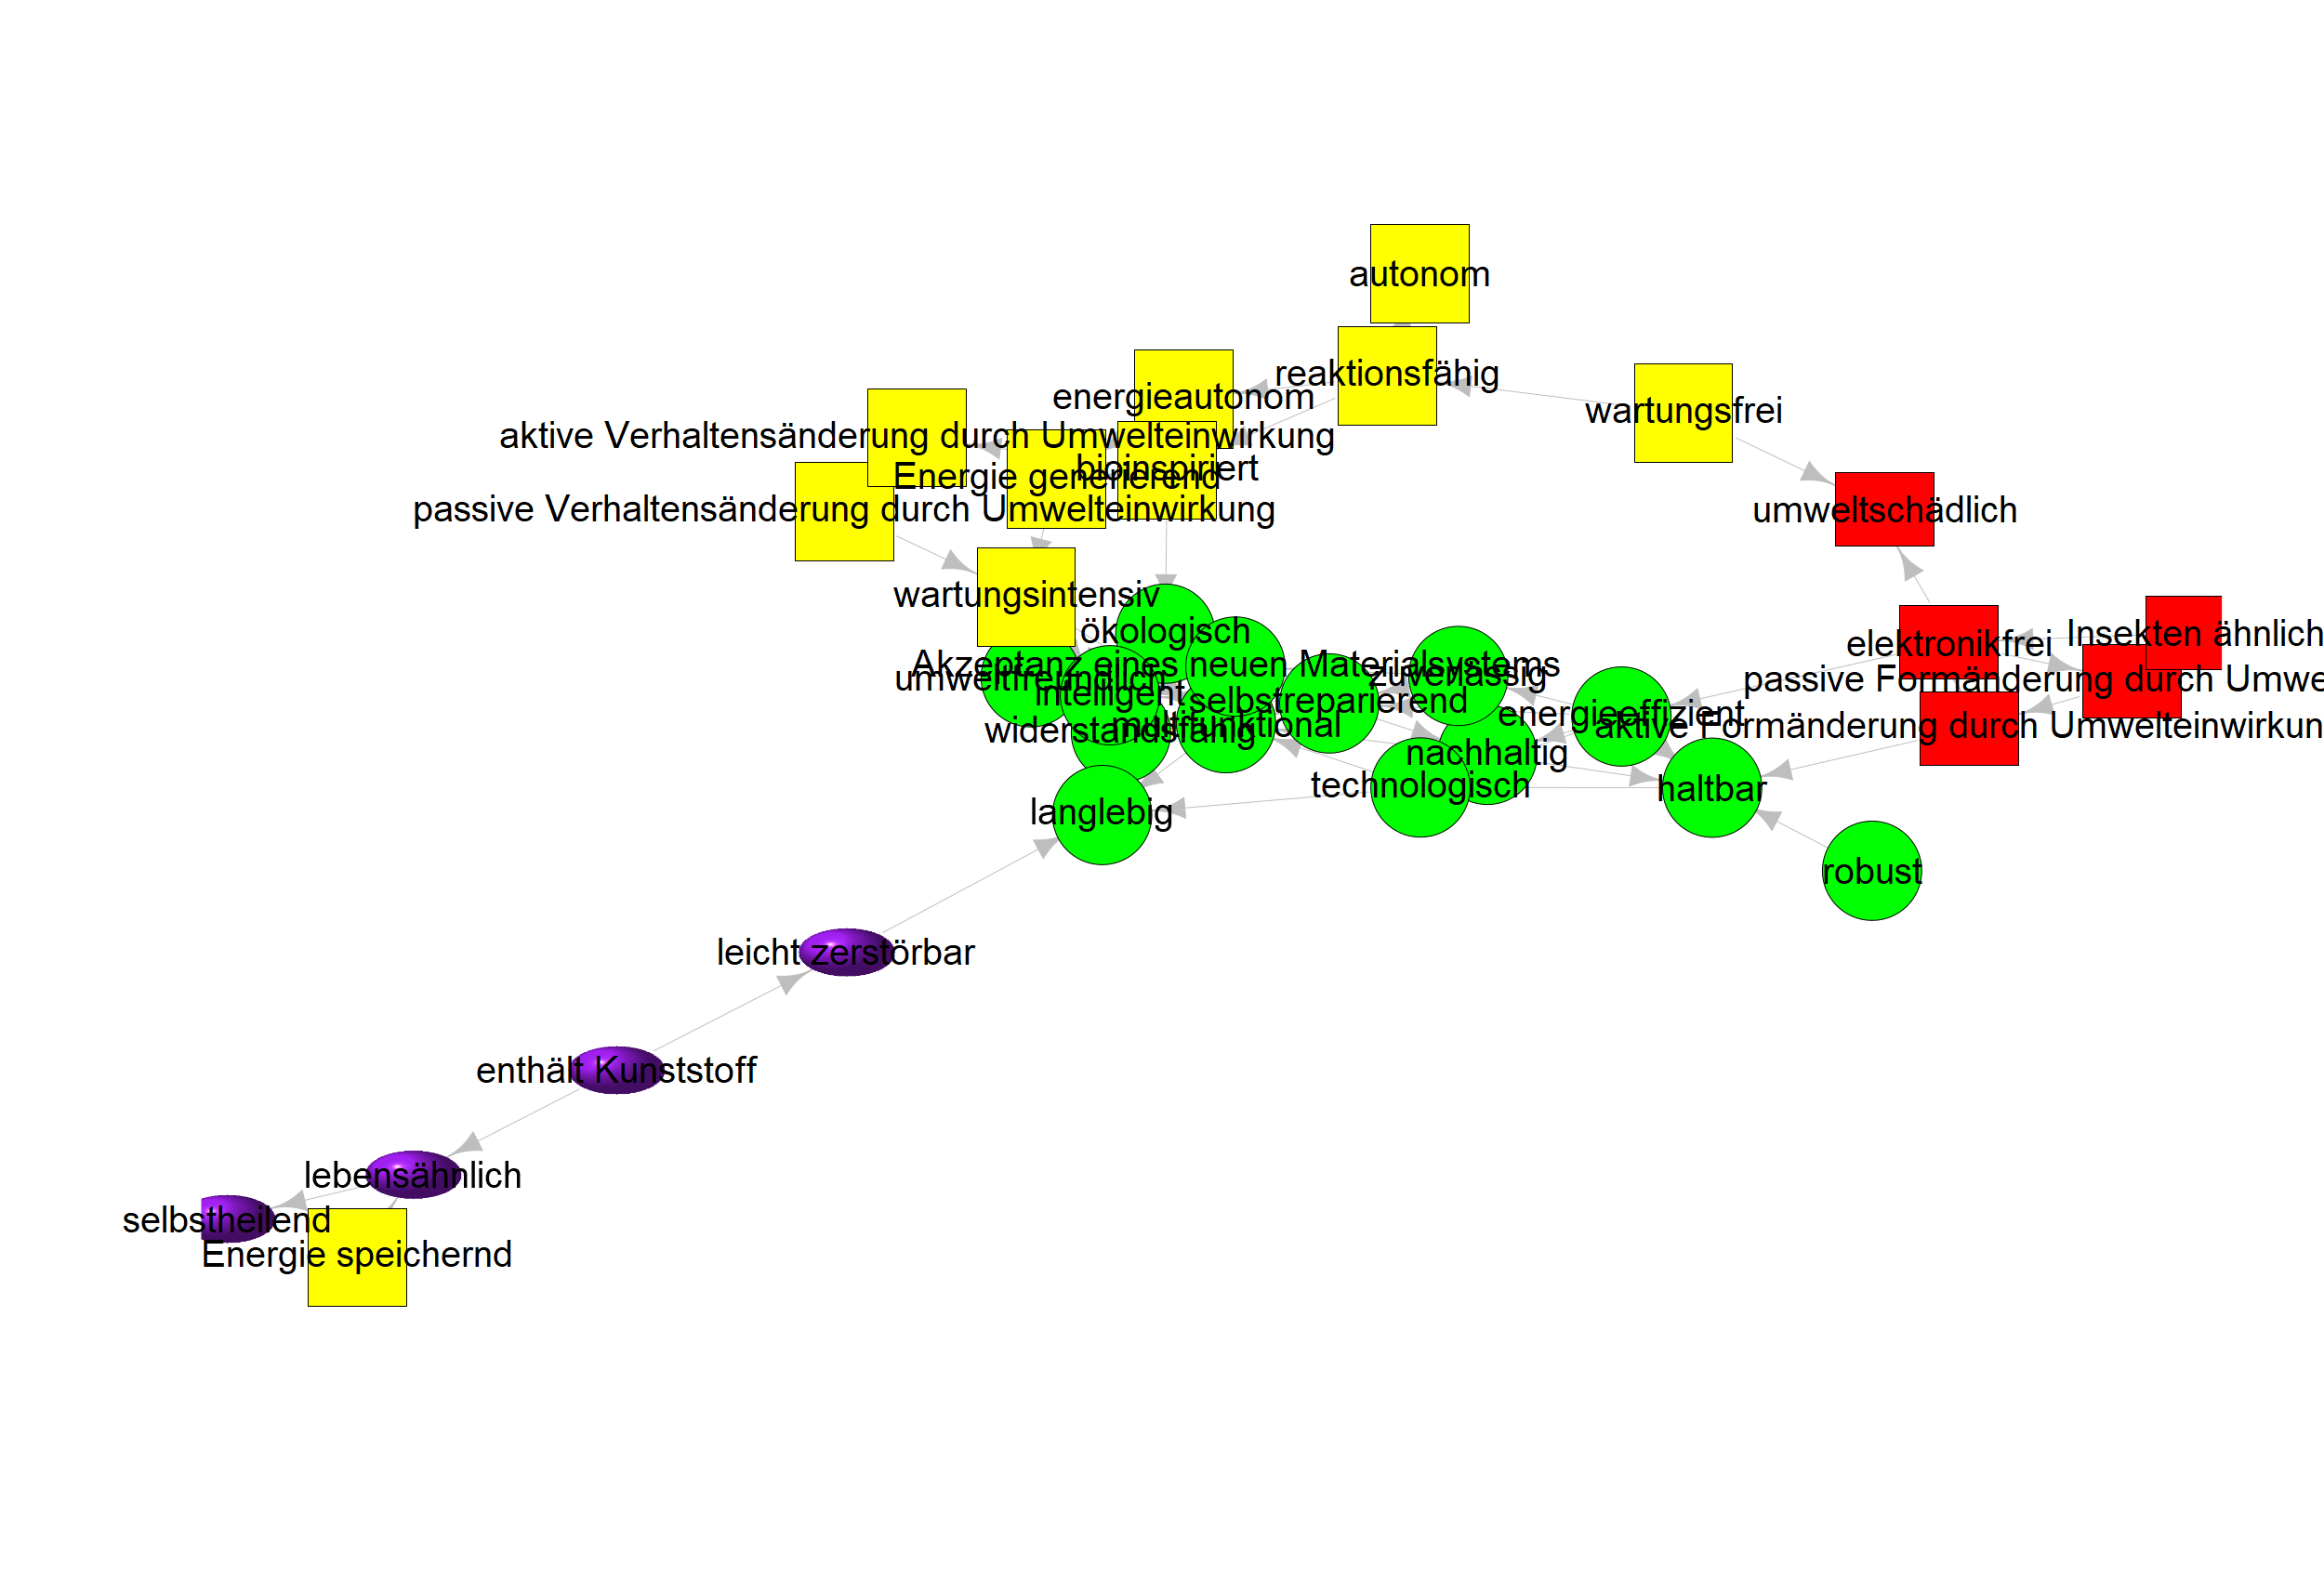 autonom
reaktionsfähig
energieautonom
wartungsfrei
aktive Verhaltensänderung durch Umwelteinwirkung
bioinspiriert
Energie generierend
passive Verhaltensänderung durch Umwelteinwirkung
umweltschädlich
wartungsintensiv
ökologisch
Insekten ähnlich
elektronikfrei
Akzeptanz eines neuen Materialsystems
zuverlässig
umweltfreundlich
passive Formänderung durch Umwe
intelligent
selbstreparierend
energieeffizient
multifunktional
aktive Formänderung durch Umwelteinwirkun
widerstandsfähig
nachhaltig
technologisch
haltbar
langlebig
robust
leicht zerstörbar
enthält Kunststoff
lebensähnlich
selbstheilend
Energie speichernd